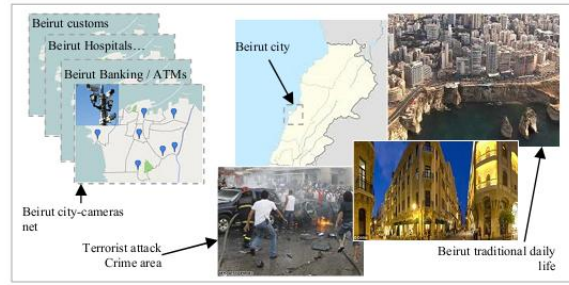 Beirut customs
Beirut Hospitals…
Beirut Banking / ATMs
Beirut city
Beirut city-cameras
net
Terrorist attack
Crime area
Beirut traditional daily
life